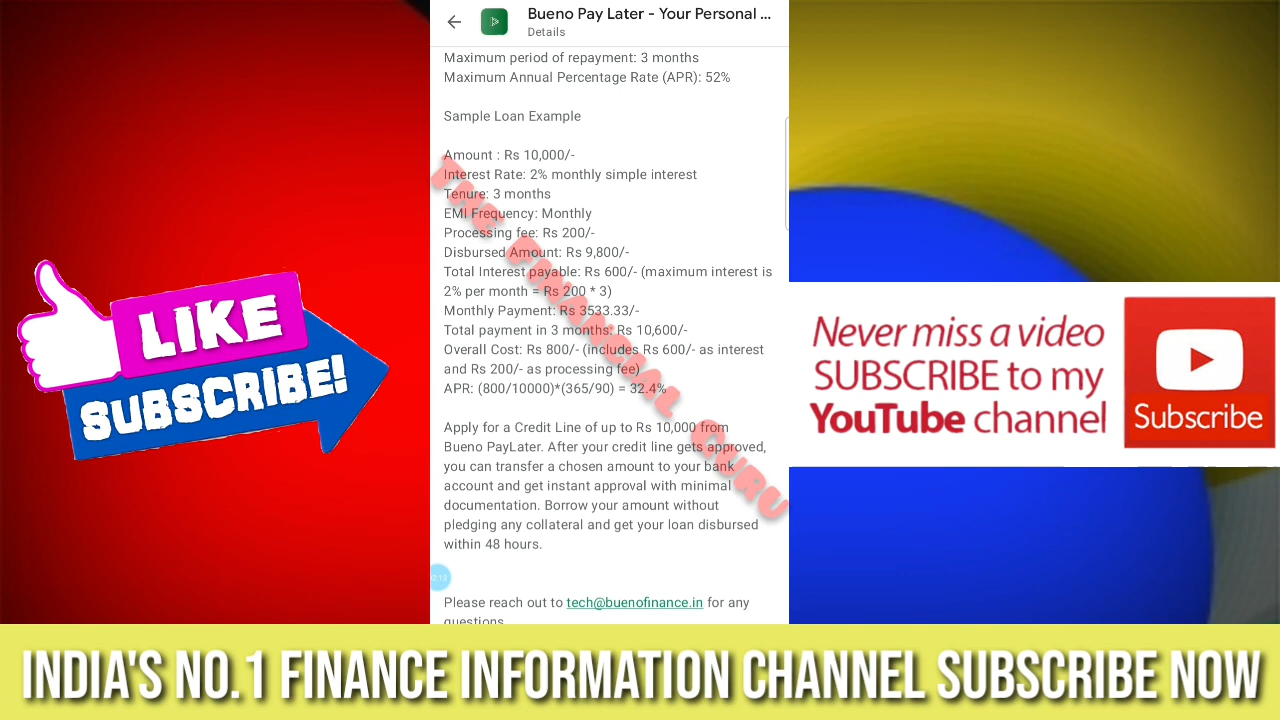 Bueno Pay Later - Your Personal ...
Details
Maximum period of repayment: 3 months
Maximum Annual Percentage Rate (APR): 52%
Sample Loan Example
Amount : Rs 10,000/-
Interest Rate: 2% monthly simple interest
Tenure: 3 months
EMI Frequency: Monthly
Processing fee: Rs 200/-
Disbursed Amount: Rs 9,800/-
Total Interest payable: Rs 600/- (maximum interest is
2% per month = Rs 200 * 3)
Monthly Payment: Rs 3533.33/-
Total payment in 3 months: Rs 10,600/-
Overall Cost: Rs 800/- (includes Rs 600/- as interest
and Rs 200/- as processing fee)
APR: (800/10000)*(365/90) = 32.4%
Apply for a Credit Line of up to Rs 10,000 from
Bueno PayLater. After your credit line gets approved,
you can transfer a chosen amount to your bank
account and get instant approval with minimal
documentation. Borrow your amount without
pledging any collateral and get your loan disbursed
within 48 hours.
02:13
Please reach out to tech@buenofinance.in for any
questions
THE FINANCIAL GURU
LIKE
SUBSCRIBE!
Never miss a video
SUBSCRIBE to my
YouTube channel
Subscribe
INDIA'S NO.1 FINANCE INFORMATION CHANNEL SUBSCRIBE NOW